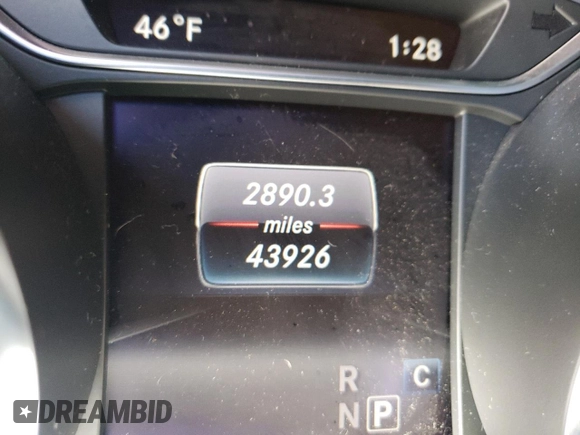 46°F 1:28
2890.3
miles
43926
R C
N P
DREAMBID